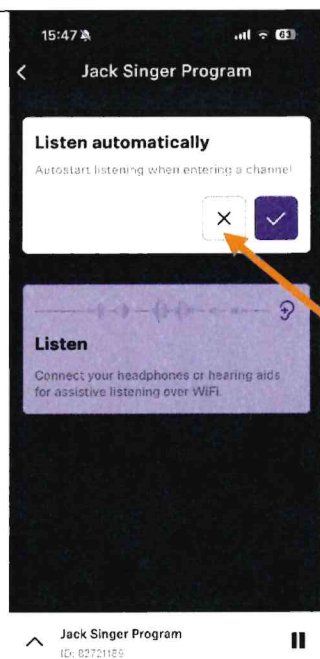 15:47
63
Jack Singer Program
Listen automatically
Autostart listening when entering a channel
Listen
Connect your headphones or hearing aids
for assistive listening over WiFi.
Jack Singer Program
ID: 82721189